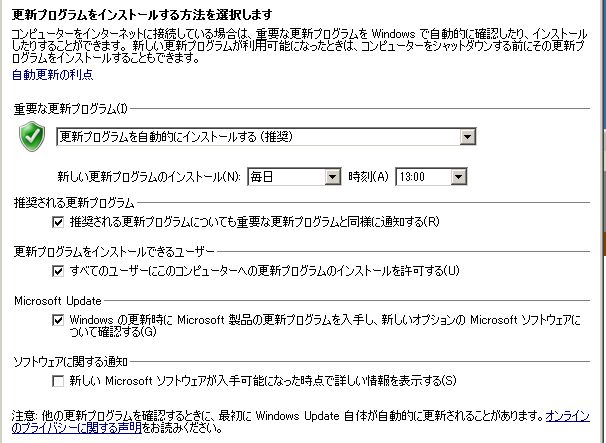 更新プログラムをインストールする方法を選択します
コンピューターをインターネットに接続している場合は、重要な更新プログラムを Windows で自動的に確認したり、インストール
したりすることができます。 新しい更新プログラムが利用可能になったときは、コンピューターをシャットダウンする前にその更新プ
ログラムをインストールすることもできます。
自動更新の利点
重要な更新プログラム(I)
更新プログラムを自動的にインストールする (推奨)
新しい更新プログラムのインストール(N): 毎日 時刻(A) 13:00
推奨される更新プログラム
推奨される更新プログラムについても重要な更新プログラムと同様に通知する(R)
更新プログラムをインストールできるユーザー
すべてのユーザーにこのコンピューターへの更新プログラムのインストールを許可する(U)
Microsoft Update
Windows の更新時に Microsoft 製品の更新プログラムを入手し、新しいオプションの Microsoft ソフトウェアに
ついて確認する(G)
ソフトウェアに関する通知
新しい Microsoft ソフトウェアが入手可能になった時点で詳しい情報を表示する(S)
注意: 他の更新プログラムを確認するときに、最初に Windows Update 自体が自動的に更新されることがあります。オンライン
のプライバシーに関する声明をお読みください。